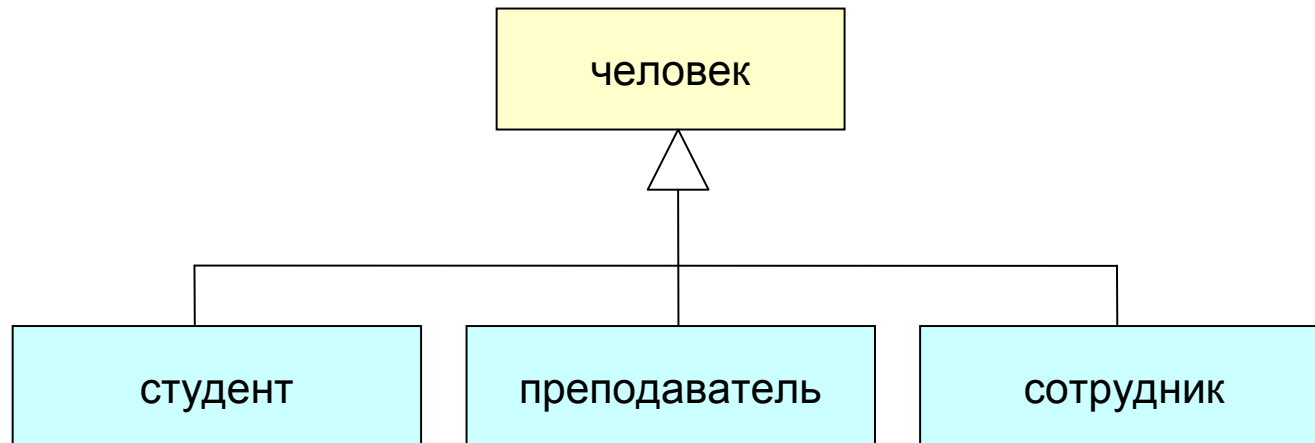 человек
студент
преподаватель
сотрудник